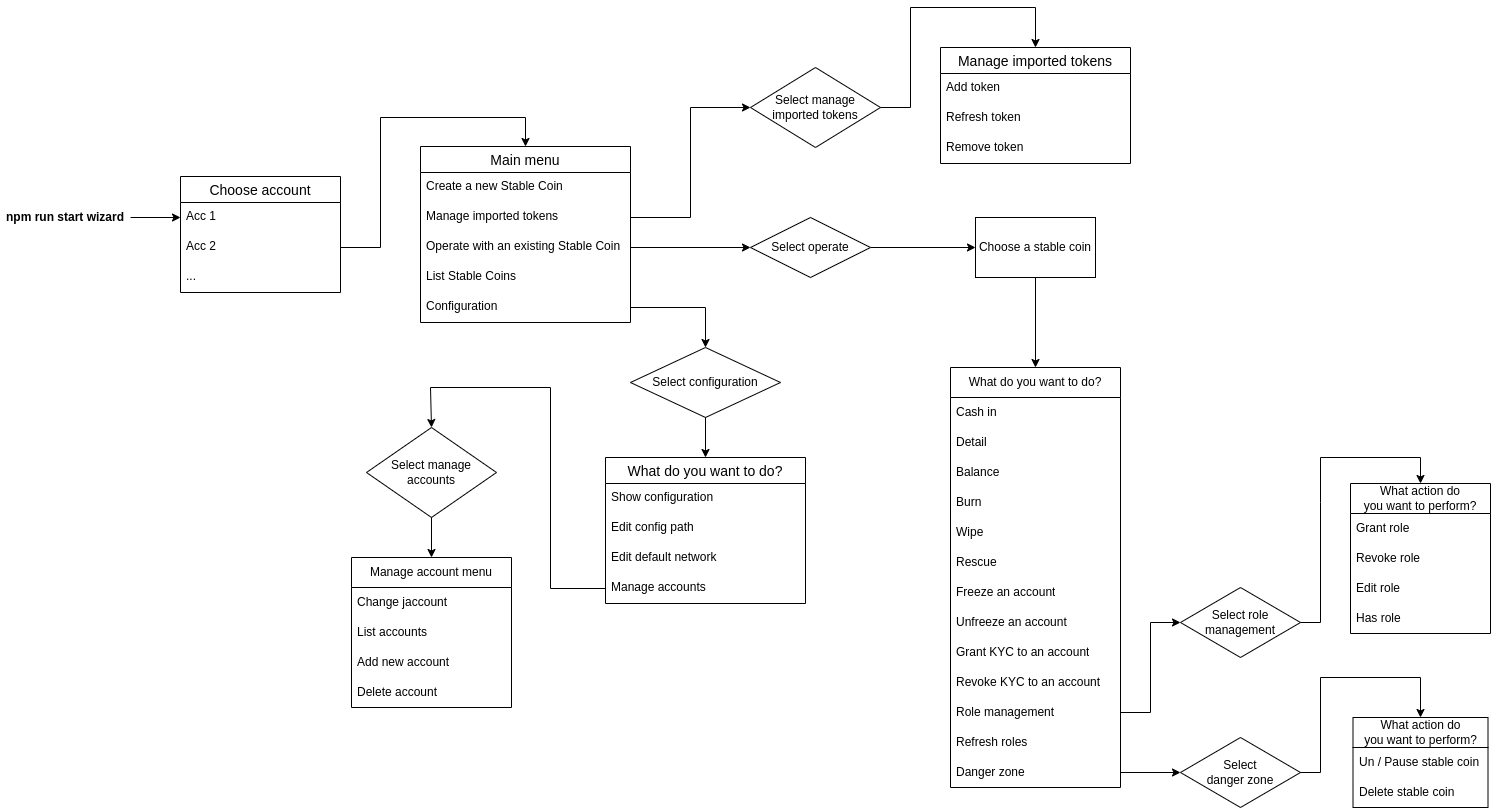 npm run start wizard
Choose account
Acc 1
Acc 2
...
Main menu
Create a new Stable Coin
Manage imported tokens
Operate with an existing Stable Coin
List Stable Coins
Configuration
Select manage
imported tokens
Manage imported tokens
Add token
Refresh token
Remove token
Select operate
Choose a stable coin
Select configuration
What do you want to do?
Show configuration
Edit config path
Edit default network
Manage accounts
Select manage
accounts
Manage account menu
Change jaccount
List accounts
Add new account
Delete account
What do you want to do?
Cash in
Detail
Balance
Burn
Wipe
Rescue
Freeze an account
Unfreeze an account
Grant KYC to an account
Revoke KYC to an account
Role management
Refresh roles
Danger zone
Select role
management
What action do
you want to perform?
Grant role
Revoke role
Edit role
Has role
Select
danger zone
What action do
you want to perform?
Un / Pause stable coin
Delete stable coin